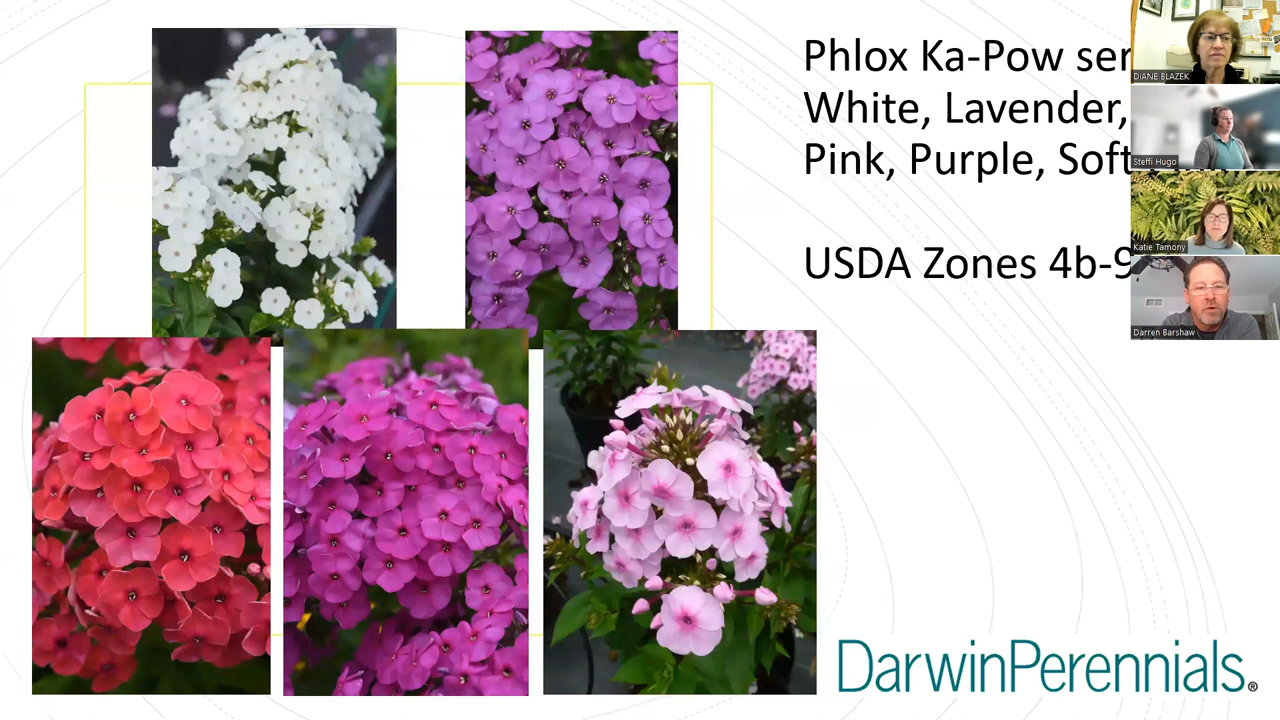 Phlox Ka-Pow ser
White, Lavender,
Pink, Purple, Soft
USDA Zones 4b-9
DIANE BLAZEK
Steffi Hugo
Katie Tamony
Darren Barshaw
DarwinPerennials®